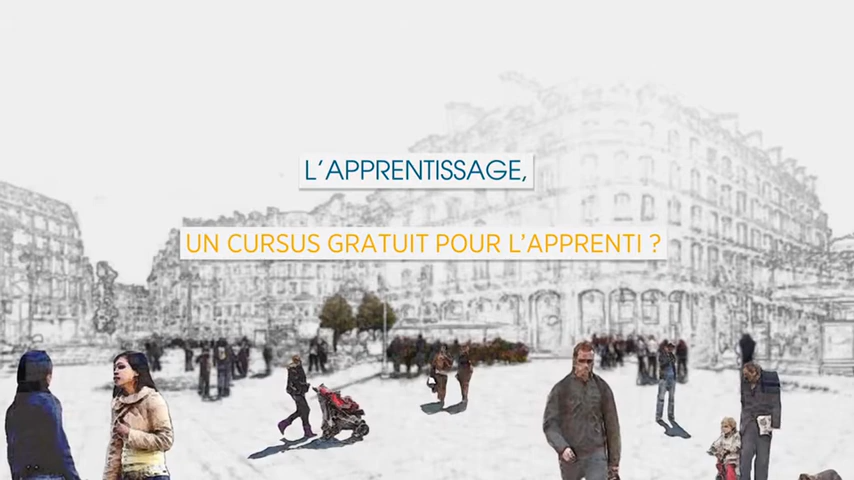 L’APPRENTISSAGE,
UN CURSUS GRATUIT POUR L’APPRENTI ?